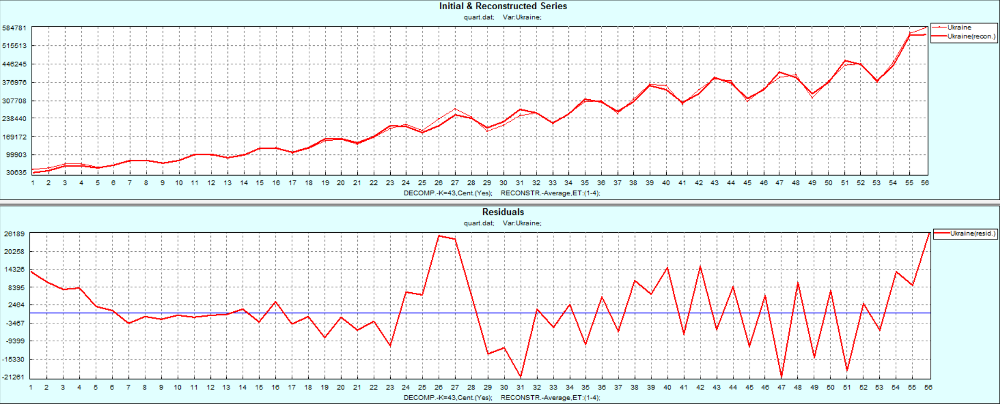 Initial & Reconstructed Series
quart.dat; Var:Ukraine;
584781
515513
446245
376976
307708
238440
169172
99903
30635
Ukraine
Ukraine(recon.)
1 2 3 4 5 6 7 8 9 10 11 12 13 14 15 16 17 18 19 20 21 22 23 24 25 26 27 28 29 30 31 32 33 34 35 36 37 38 39 40 41 42 43 44 45 46 47 48 49 50 51 52 53 54 55 56
DECOMP.-K=43,Cent.(Yes); RECONSTR.-Average,ET:(1-4);
Residuals
quart.dat; Var:Ukraine;
26189
20258
14326
8395
2464
-3467
-9399
-15330
-21261
Ukraine(resid.)
1 2 3 4 5 6 7 8 9 10 11 12 13 14 15 16 17 18 19 20 21 22 23 24 25 26 27 28 29 30 31 32 33 34 35 36 37 38 39 40 41 42 43 44 45 46 47 48 49 50 51 52 53 54 55 56
DECOMP.-K=43,Cent.(Yes); RECONSTR.-Average,ET:(1-4);